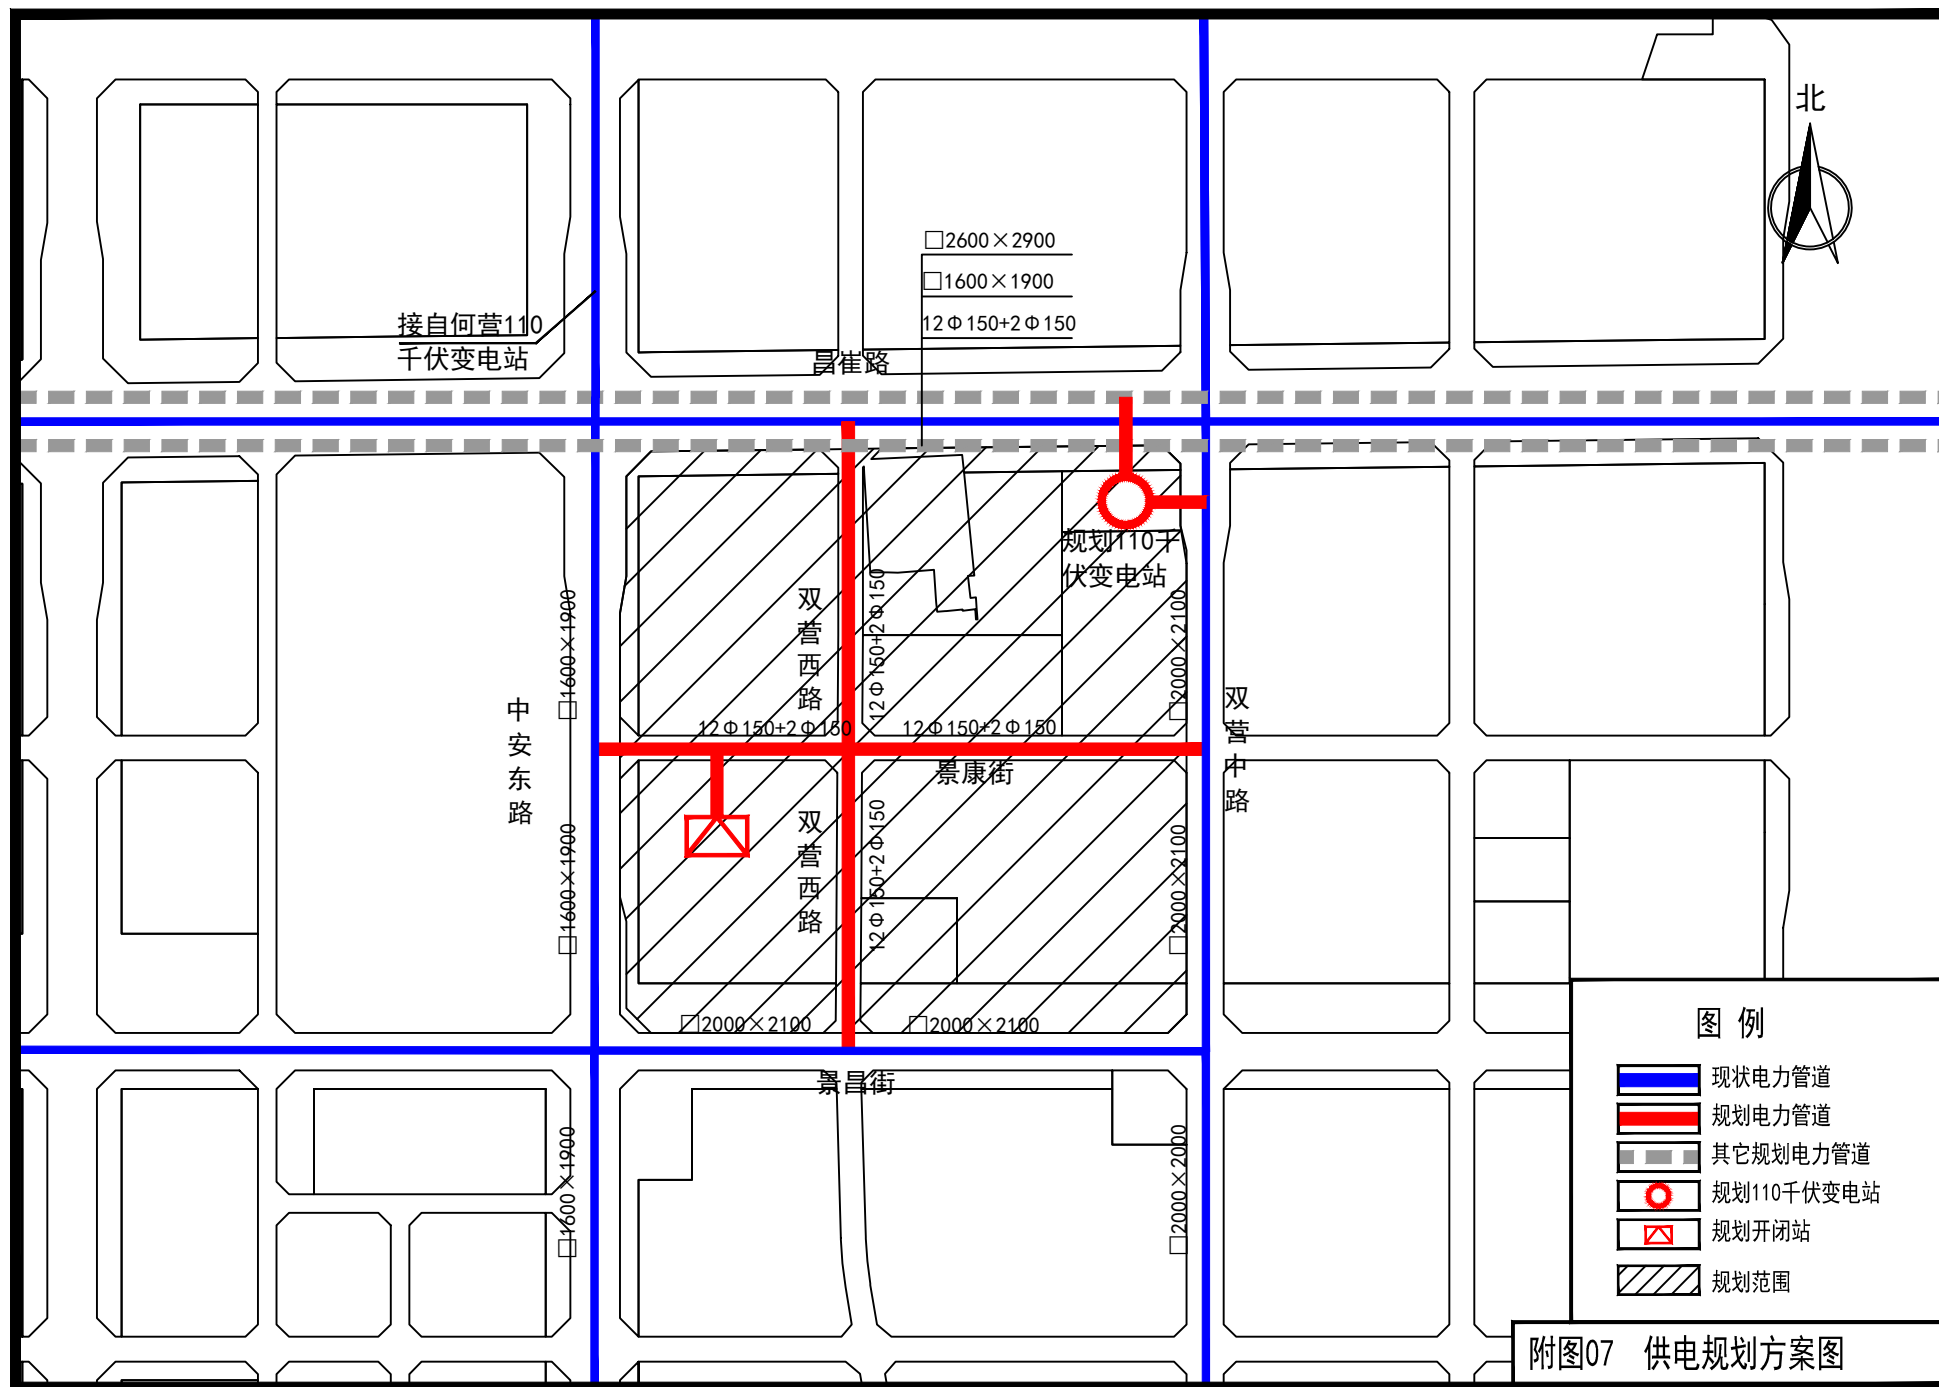 北
□2600×2900
□1600×1900
12Φ150+2Φ150
接自何营110
千伏变电站
昌崔路
规划110千
伏变电站
双营西路
12Φ150+2Φ150
□1600×1900
□2000×2100
中安东路
双营中路
12Φ150+2Φ150
12Φ150+2Φ150
景康街
双营西路
12Φ150+2Φ150
□1600×1900
□2000×2100
□2000×2100
□2000×2100
景昌街
□1600×1900
□2000×2000
图 例
现状电力管道
规划电力管道
其它规划电力管道
规划110千伏变电站
规划开闭站
规划范围
附图07 供电规划方案图